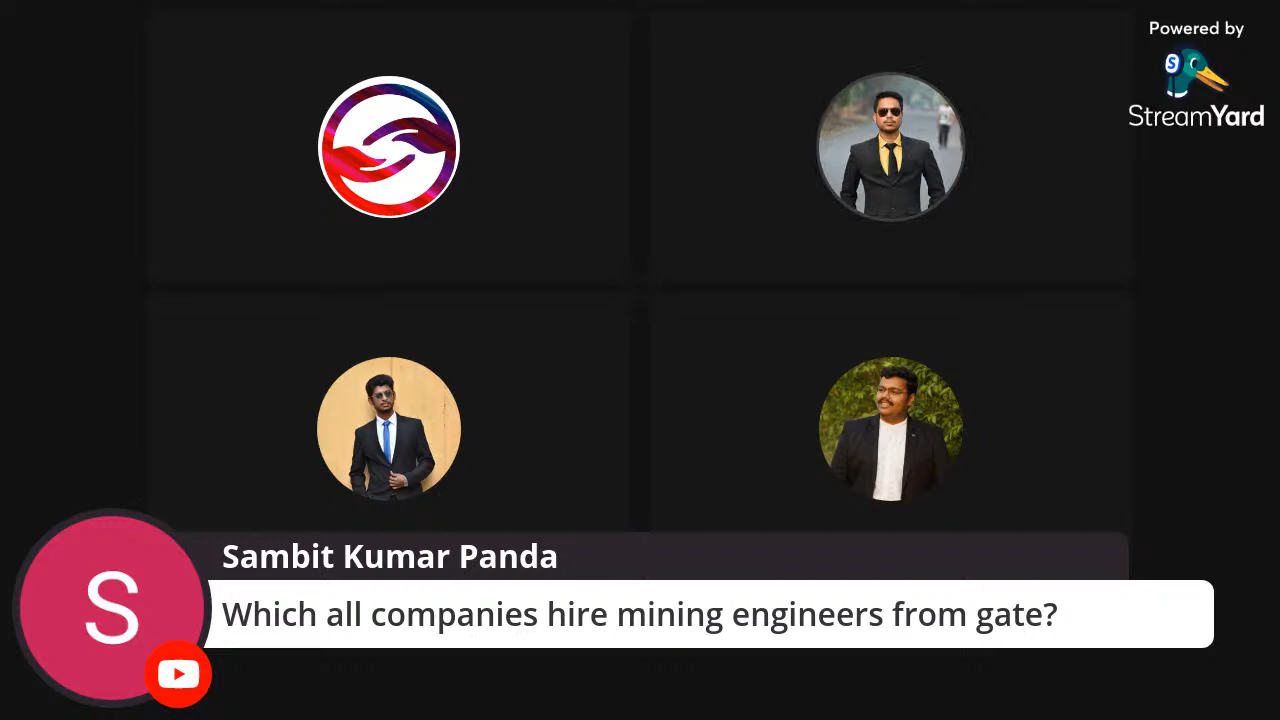 Powered by
S
StreamYard
Sambit Kumar Panda
S
Which all companies hire mining engineers from gate?